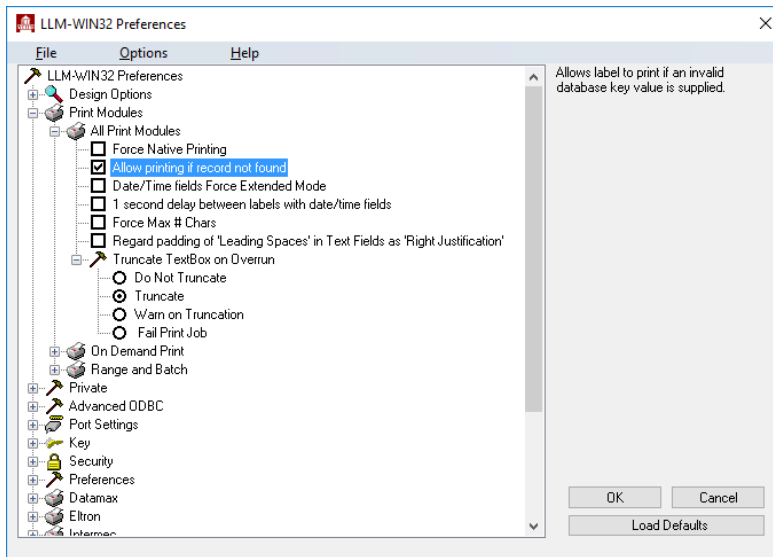 LLM-WIN32 Preferences
File Options Help
LLM-WIN32 Preferences
Design Options
Print Modules
All Print Modules
Force Native Printing
Allow printing if record not found
Date/Time fields Force Extended Mode
1 second delay between labels with date/time fields
Force Max # Chars
Regard padding of 'Leading Spaces' in Text Fields as 'Right Justification'
Truncate TextBox on Overrun
Do Not Truncate
Truncate
Warn on Truncation
Fail Print Job
On Demand Print
Range and Batch
Private
Advanced ODBC
Port Settings
Key
Security
Preferences
Datamax
Eltron
Intermec
Allows label to print if an invalid
database key value is supplied.
OK Cancel
Load Defaults